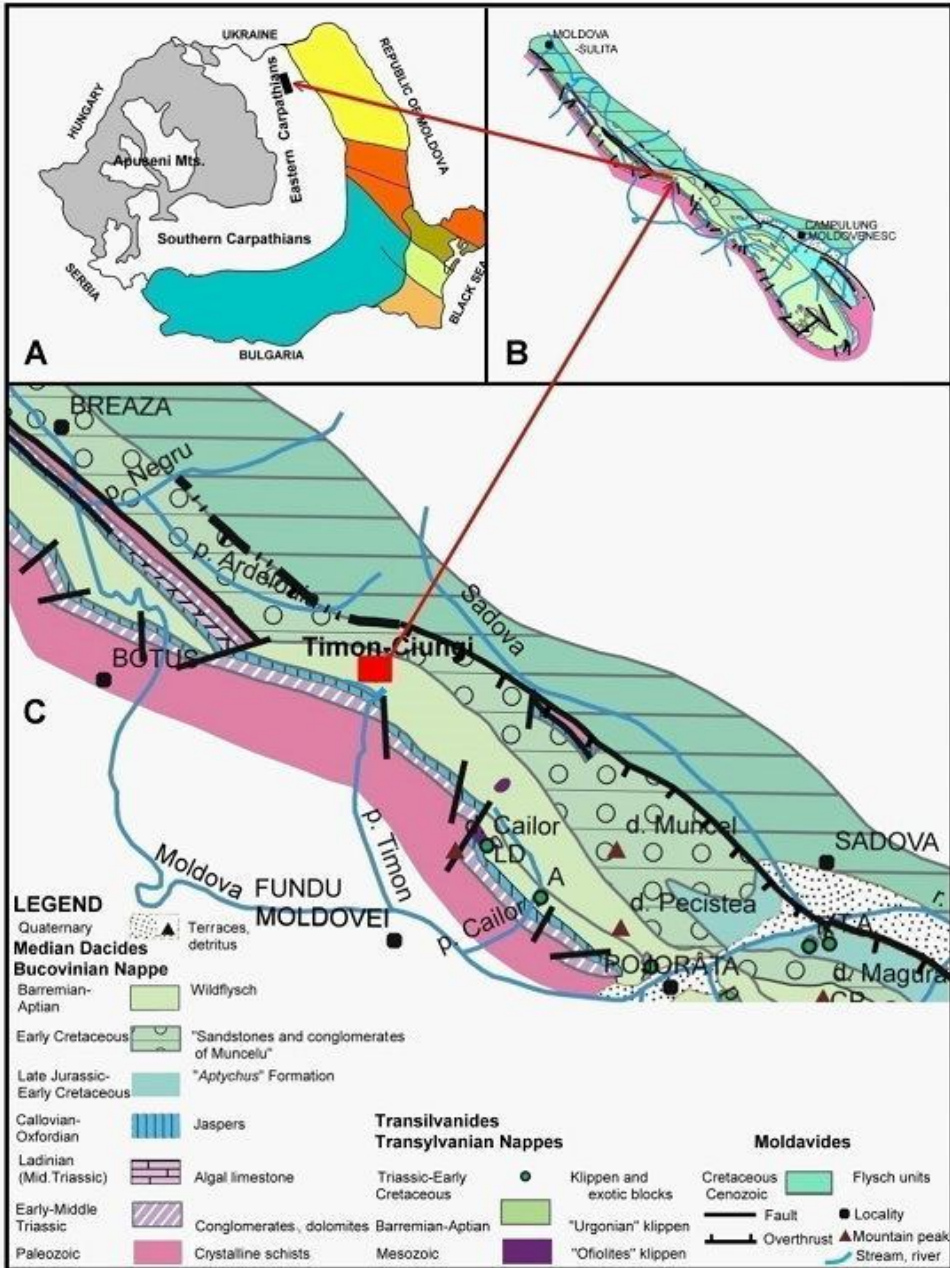 UKRAINE
REPUBLIC OF MOLDOVA
HUNGARY
Eastern Carpathians
Apuseni Mts.
Southern Carpathians
SERBIA
BLACK SEA
BULGARIA
A
MOLDOVA
-SULITA
CAMPULUNG
MOLDOVENESC
B
BREAZA
p. Negru
Sadova
Timon-Ciungi
BOTUS
C
Cailor
LD
d. Muncel
SADOVA
p. Timon
A
Moldova
FUNDU
MOLDOVEI
d. Pecistea
r.
p. Cailor
POJORÂTA
d. Magura
p.
LEGEND
Quaternary
Terraces,
detritus
Median Dacides
Bucovinian Nappe
Barremian-
Aptian
Wildflysch
Early Cretaceous
"Sandstones and conglomerates
of Muncelu"
Late Jurassic-
Early Cretaceous
"Aptychus" Formation
Callovian-
Oxfordian
Jaspers
Ladinian
(Mid.Triassic)
Algal limestone
Early-Middle
Triassic
Conglomerates, dolomites
Paleozoic
Crystalline schists
Transilvanides
Transylvanian Nappes
Triassic-Early
Cretaceous
Klippen and
exotic blocks
Barremian-Aptian
"Urgonian" klippen
Mesozoic
"Ofiolites" klippen
Moldavides
Cretaceous
Cenozoic
Flysch units
Fault
Locality
Overthrust
Mountain peak
Stream, river